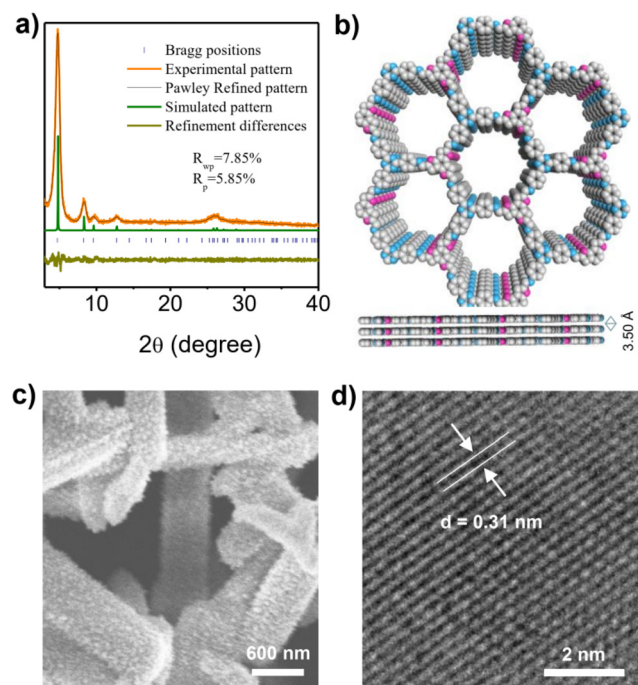 a)
Bragg positions
Experimental pattern
Pawley Refined pattern
Simulated pattern
Refinement differences
Rwp=7.85%
Rp=5.85%
10
20
30
40
2θ (degree)
b)
3.50 Å
c)
600 nm
d)
d = 0.31 nm
2 nm